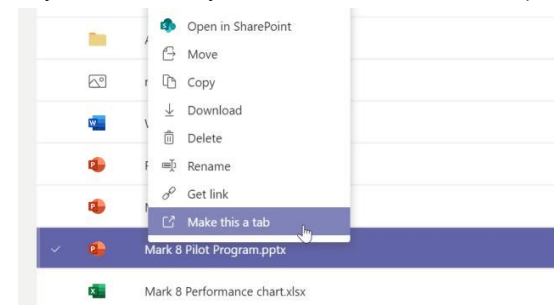 Open in SharePoint
Move
Copy
Download
Delete
Rename
Get link
Make this a tab
Mark 8 Pilot Program.pptx
Mark 8 Performance chart.xlsx